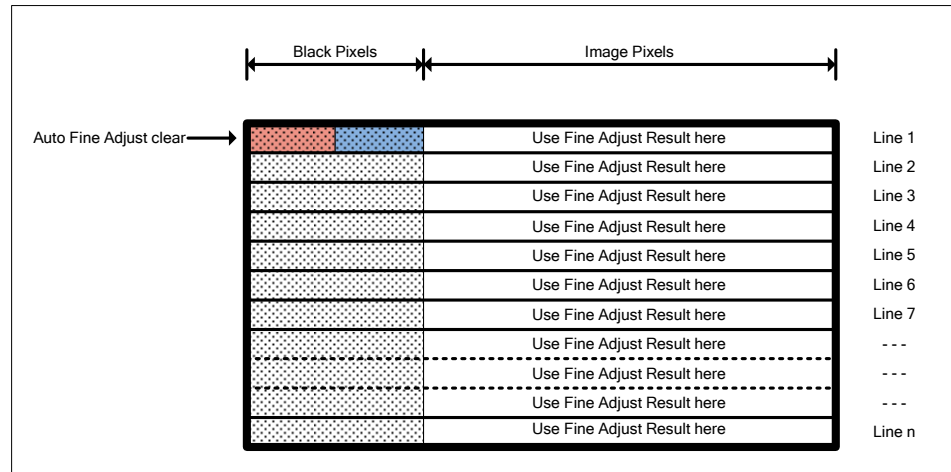 Black Pixels Image Pixels
Auto Fine Adjust clear Use Fine Adjust Result here Line 1
Use Fine Adjust Result here Line 2
Use Fine Adjust Result here Line 3
Use Fine Adjust Result here Line 4
Use Fine Adjust Result here Line 5
Use Fine Adjust Result here Line 6
Use Fine Adjust Result here Line 7
Use Fine Adjust Result here - - -
Use Fine Adjust Result here - - -
Use Fine Adjust Result here - - -
Use Fine Adjust Result here Line n